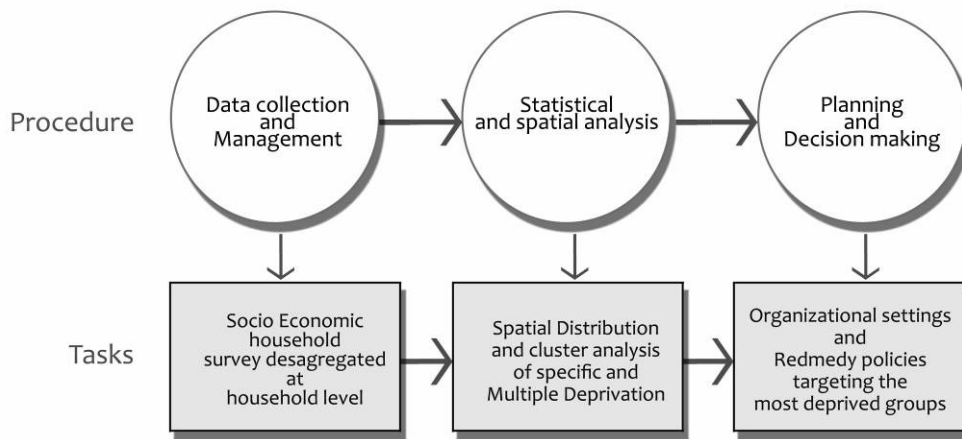 Procedure
Data collection
and
Management
Statistical
and spatial analysis
Planning
and
Decision making
Tasks
Socio Economic
household
survey desagregated
at
household level
Spatial Distribution
and cluster analysis
of specific and
Multiple Deprivation
Organizational settings
and
Redmedy policies
targeting the
most deprived groups